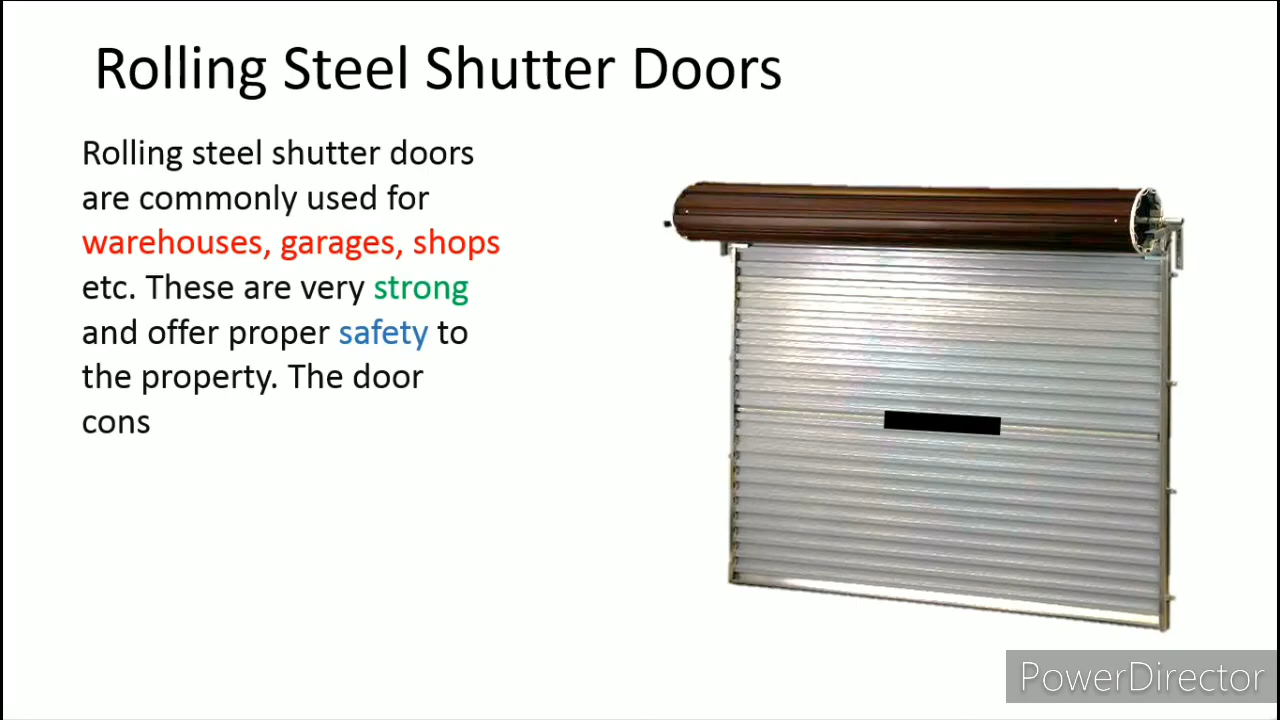 Rolling Steel Shutter Doors
Rolling steel shutter doors
are commonly used for
warehouses, garages, shops
etc. These are very strong
and offer proper safety to
the property. The door
cons
PowerDirector